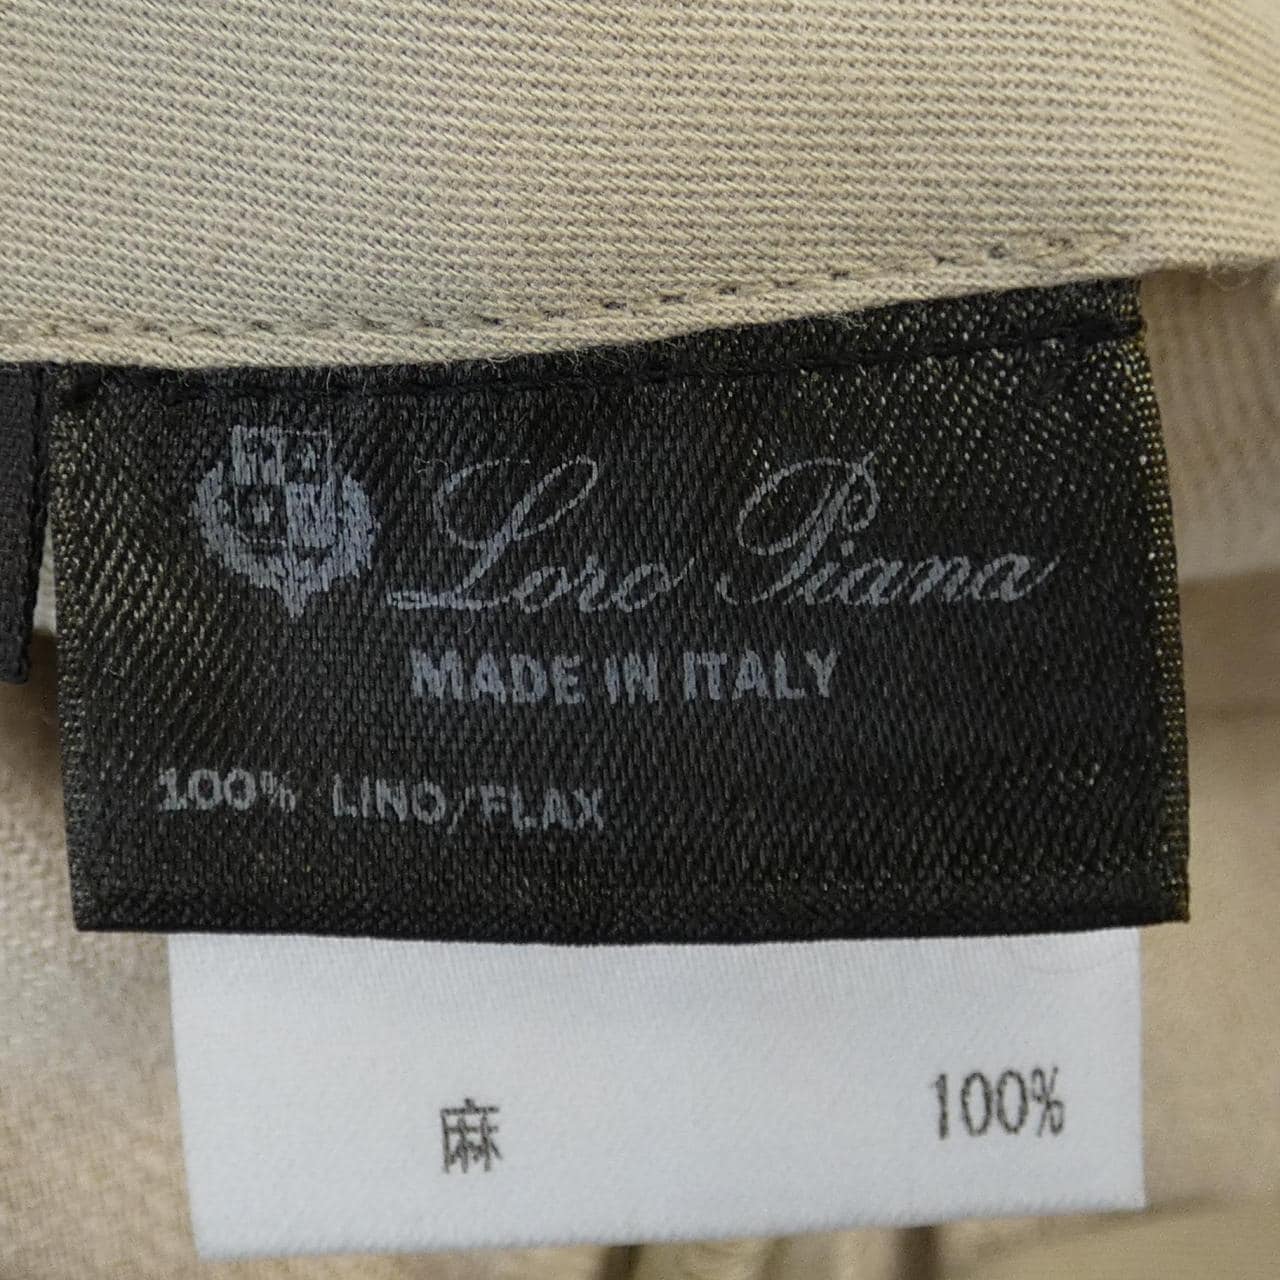 Loro Piana
MADE IN ITALY
100% LINO/FLAX
麻 100%